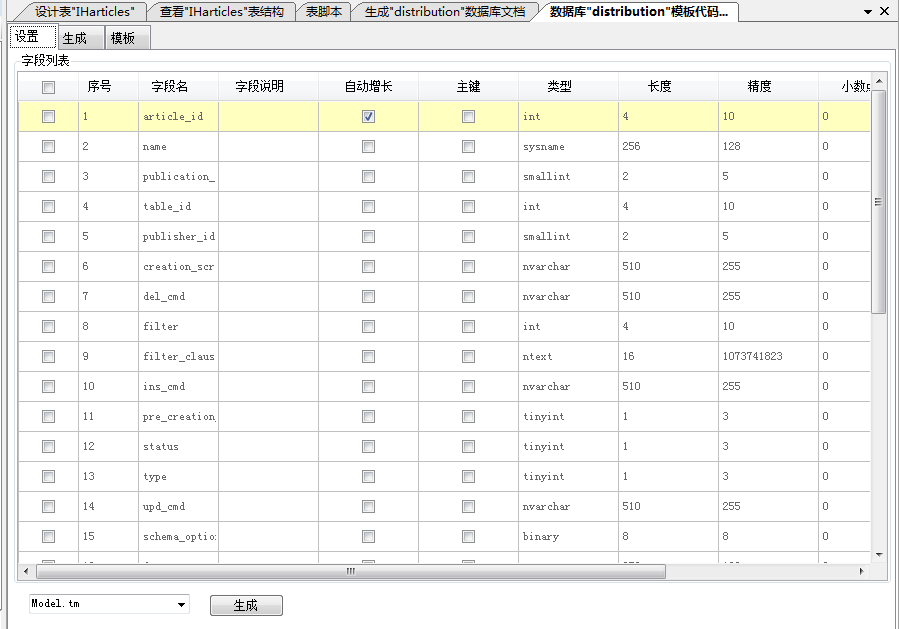 设计表"IHarticles" 查看"IHarticles"表结构 表脚本 生成"distribution"数据库文档 数据库"distribution"模板代码...
设置 生成 模板
字段列表
序号 字段名 字段说明 自动增长 主键 类型 长度 精度 小数
1 article_id int 4 10 0
2 name sysname 256 128 0
3 publication_ smallint 2 5 0
4 table_id int 4 10 0
5 publisher_id smallint 2 5 0
6 creation_scr nvarchar 510 255 0
7 del_cmd nvarchar 510 255 0
8 filter int 4 10 0
9 filter_claus ntext 16 1073741823 0
10 ins_cmd nvarchar 510 255 0
11 pre_creation_ tinyint 1 3 0
12 status tinyint 1 3 0
13 type tinyint 1 3 0
14 upd_cmd nvarchar 510 255 0
15 schema_optio binary 8 8 0
Model.tm 生成